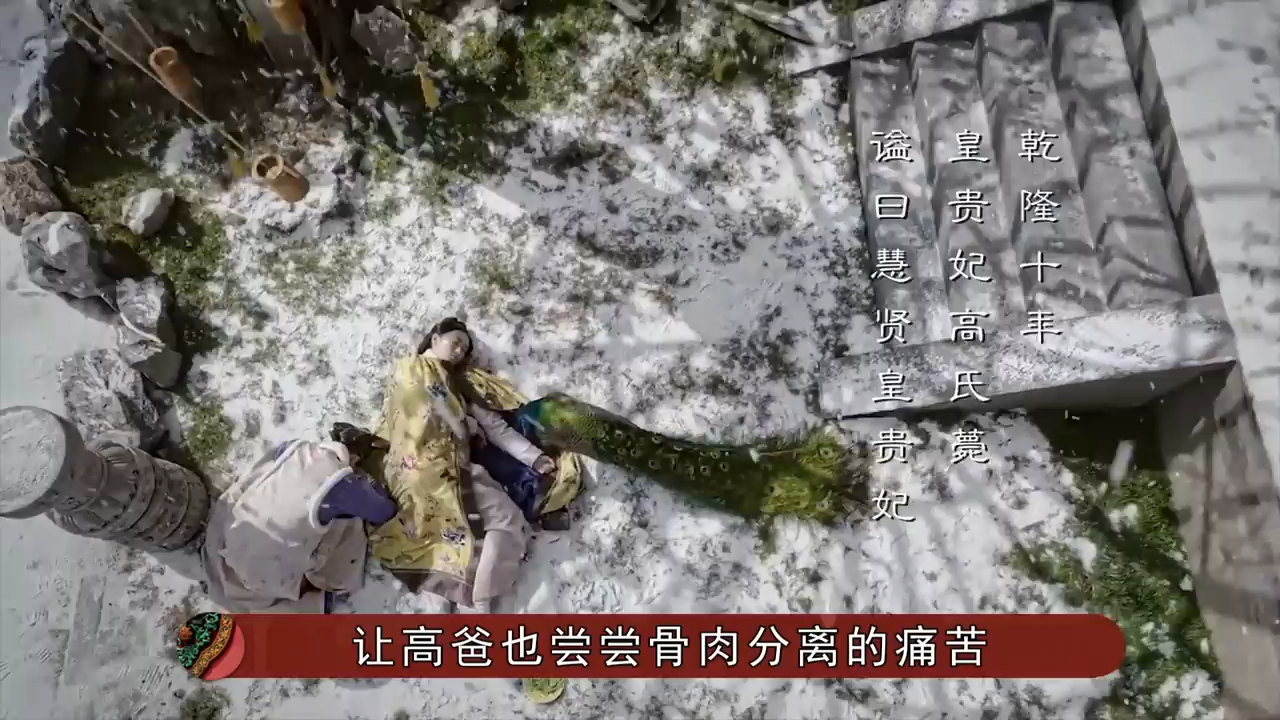 乾隆十年
皇贵妃高氏薨
谥曰慧贤皇贵妃
让高爸也尝尝骨肉分离的痛苦